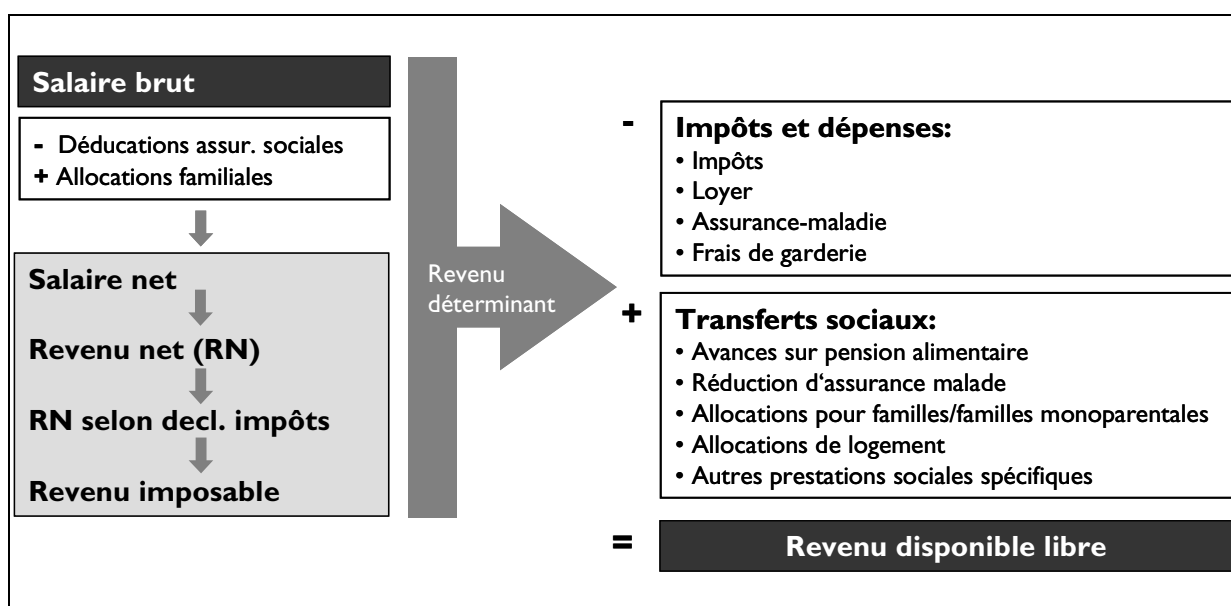 Salaire brut
- Déducations assur. sociales
+ Allocations familiales
Salaire net
Revenu net (RN)
RN selon decl. impôts
Revenu imposable
Revenu
déterminant
-
Impôts et dépenses:
• Impôts
• Loyer
• Assurance-maladie
• Frais de garderie
+
Transferts sociaux:
• Avances sur pension alimentaire
• Réduction d‘assurance malade
• Allocations pour familles/familles monoparentales
• Allocations de logement
• Autres prestations sociales spécifiques
=
Revenu disponible libre